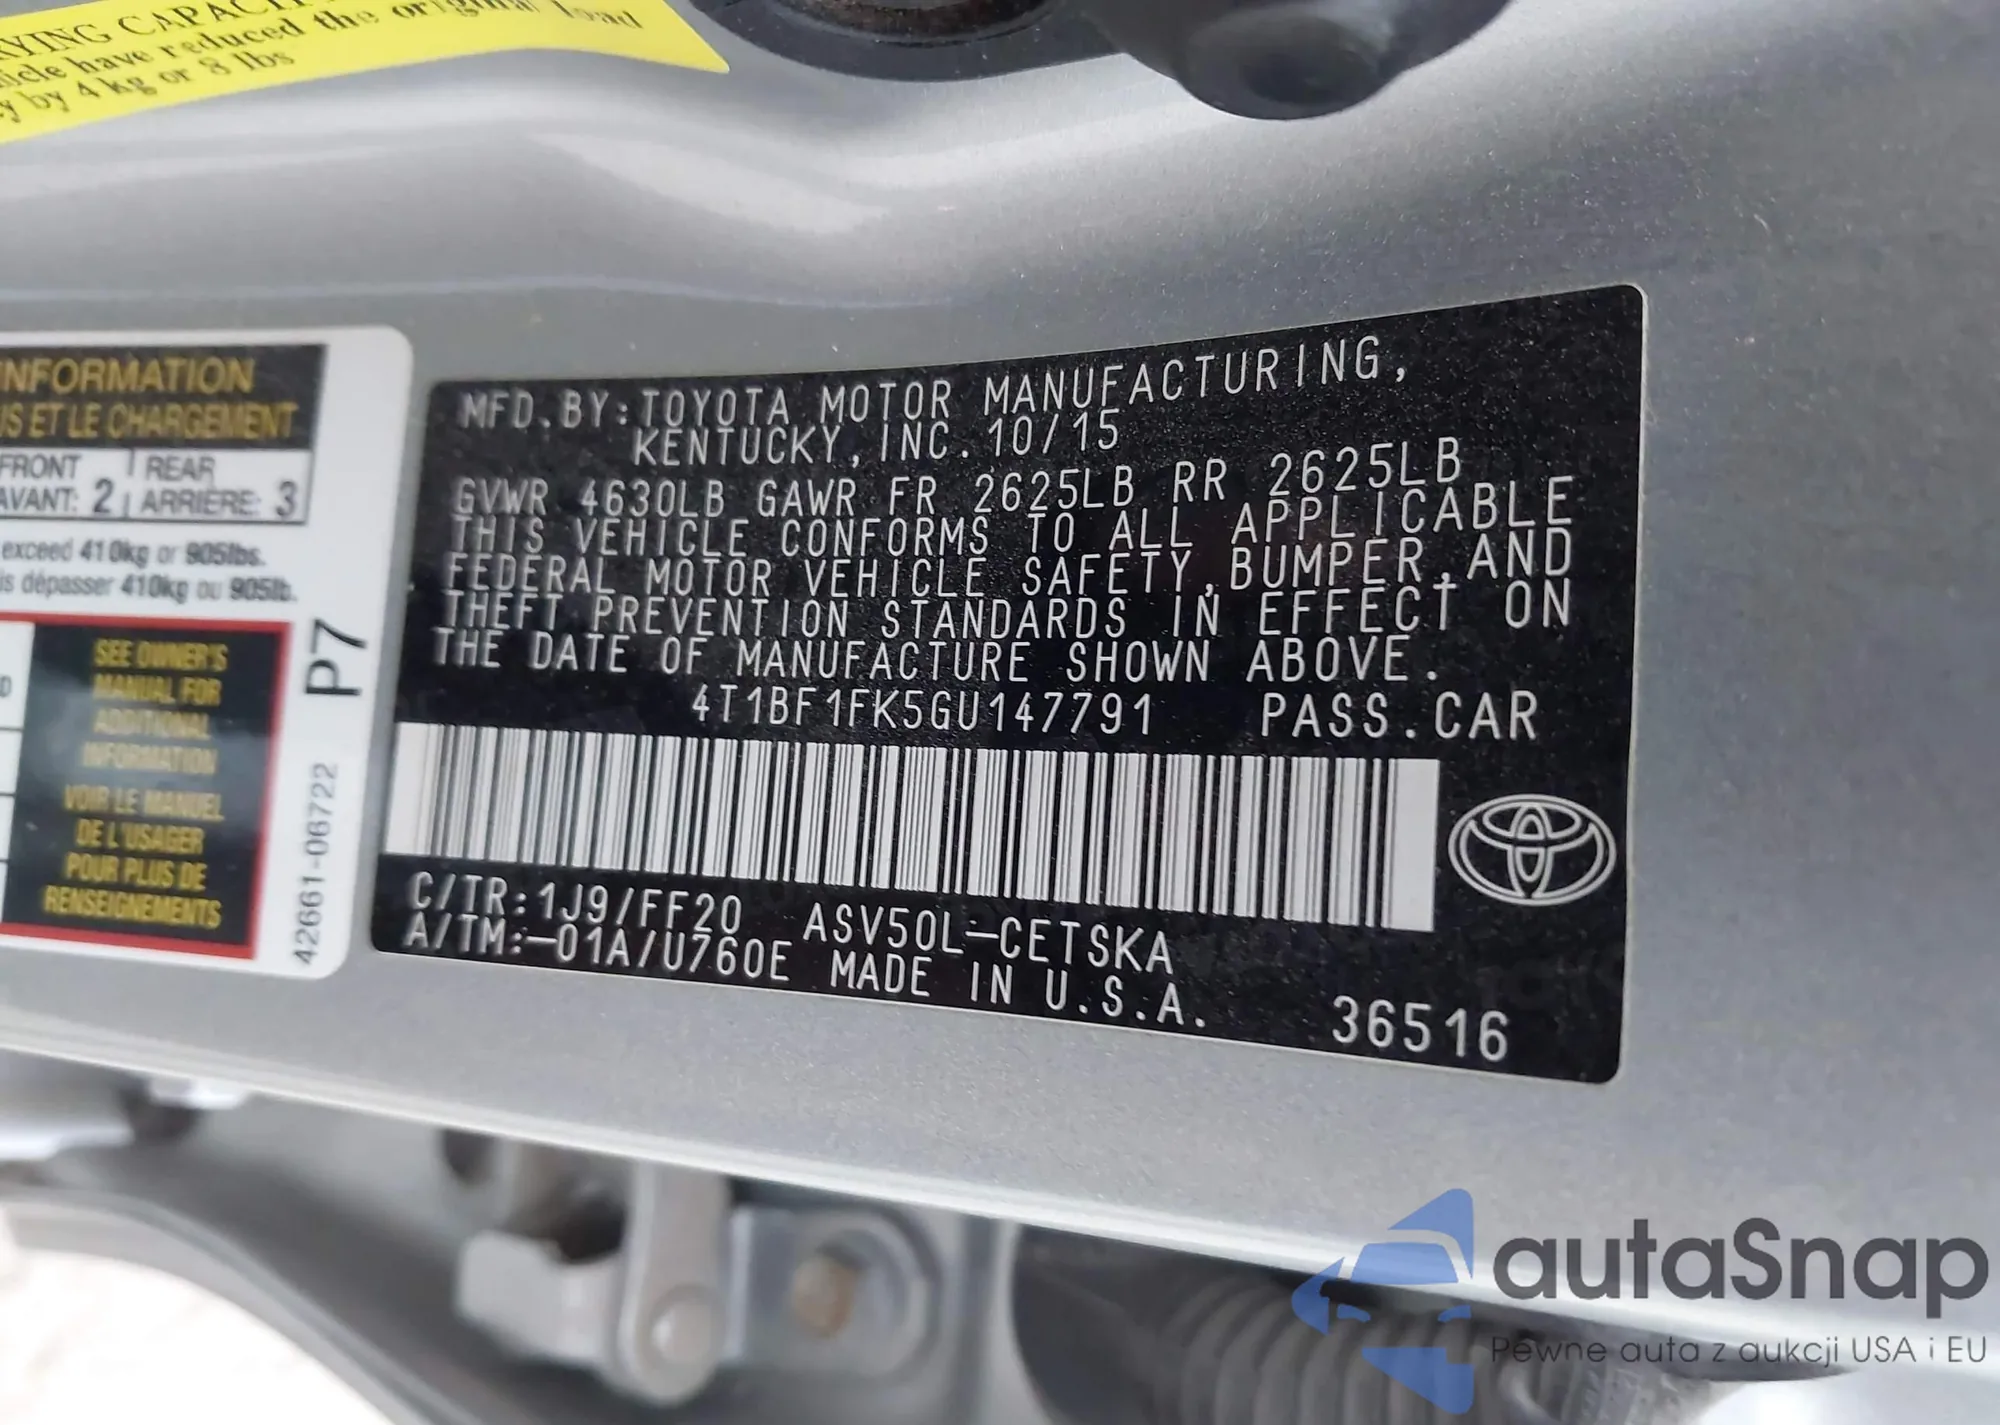 RYING CAPACIT
hicle have reduced the original load
y by 4 kg or 8 lbs
INFORMATION
US ET LE CHARGEMENT
FRONT REAR
AVANT: 2 ARRIÈRE: 3
exceed 410kg or 905lbs.
is dépasser 410kg ou 905lb.
SEE OWNER'S
MANUAL FOR
ADDITIONAL
INFORMATION
VOIR LE MANUEL
DE L'USAGER
POUR PLUS DE
RENSEIGNEMENTS
P7
42661-06722
MFD.BY:TOYOTA MOTOR MANUFACTURING,
KENTUCKY, INC. 10/15
GVWR 4630LB GAWR FR 2625LB RR 2625LB
THIS VEHICLE CONFORMS TO ALL APPLICABLE
FEDERAL MOTOR VEHICLE SAFETY,BUMPER,AND
THEFT PREVENTION STANDARDS IN EFFECT ON
THE DATE OF MANUFACTURE SHOWN ABOVE.
4T1BF1FK5GU147791 PASS.CAR
C/TR:1J9/FF20 ASV50L-CETSKA
A/TM:-01A/U760E MADE IN U.S.A. 36516
autaSnap
Pewne auta z aukcji USA i EU